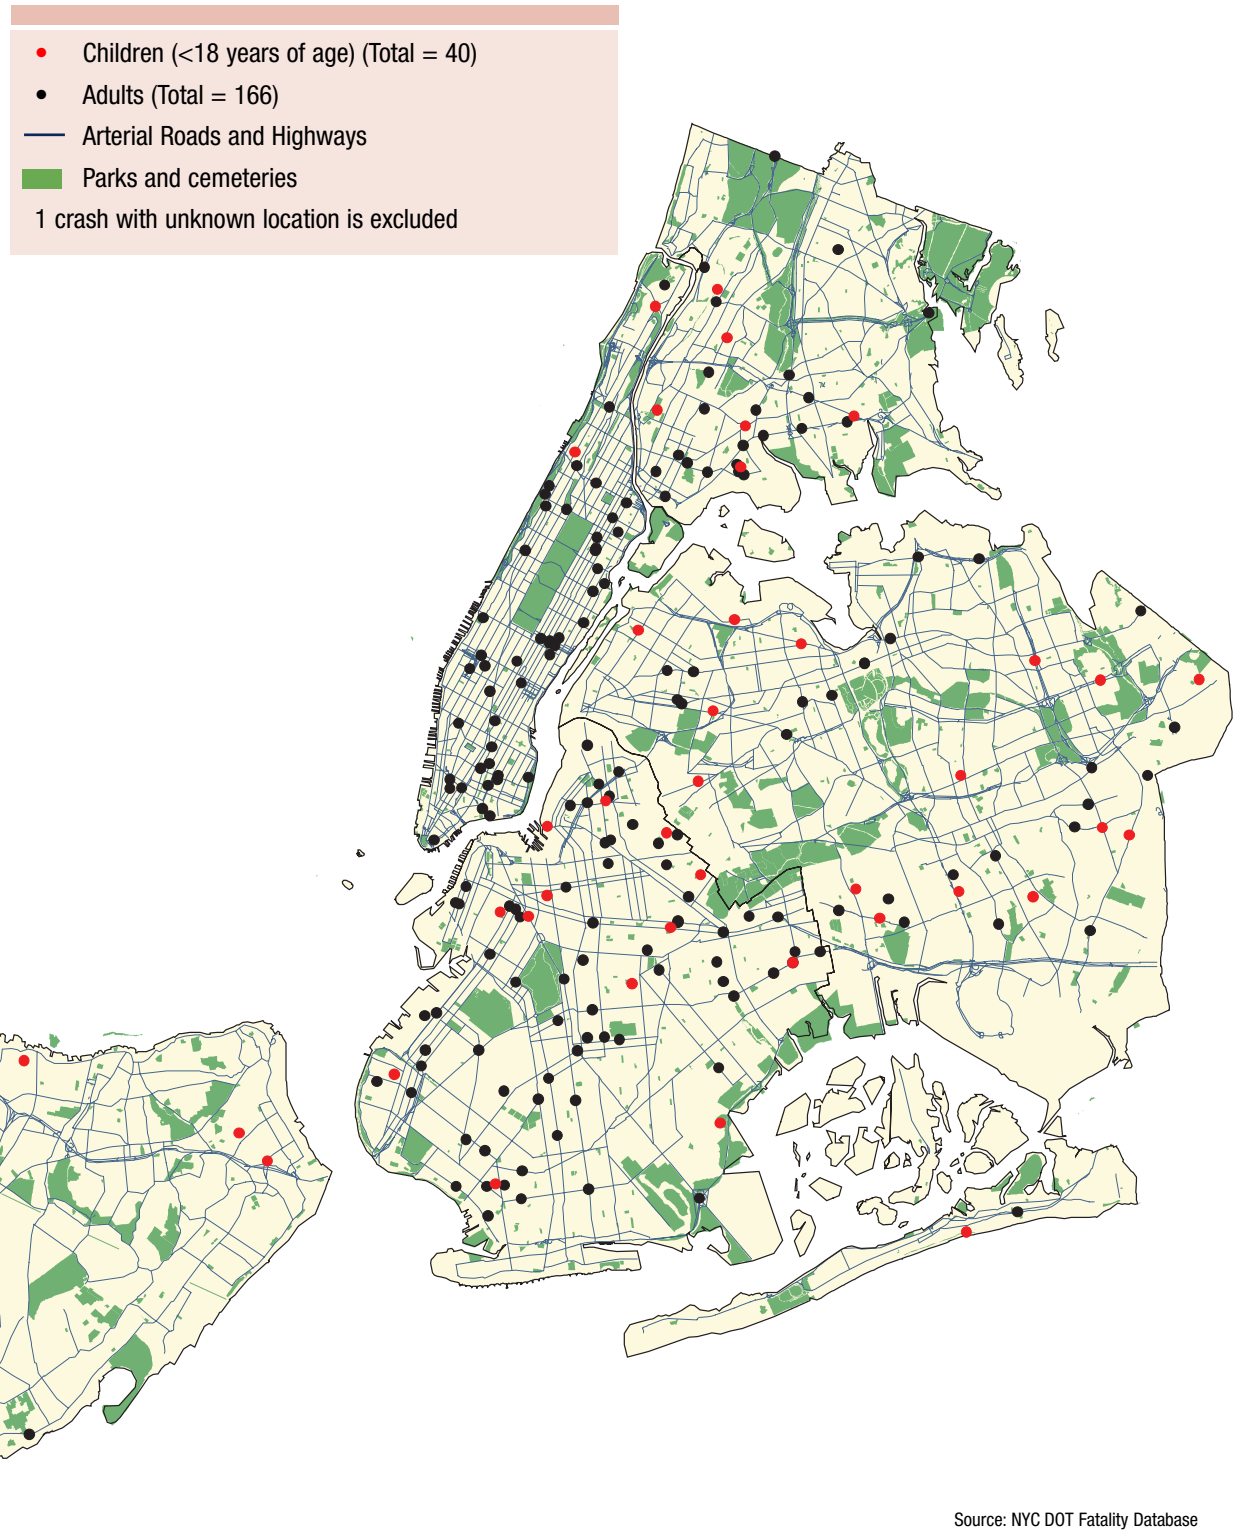 Children (<18 years of age) (Total = 40)
Adults (Total = 166)
Arterial Roads and Highways
Parks and cemeteries
1 crash with unknown location is excluded
Source: NYC DOT Fatality Database